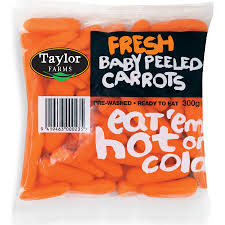 Taylor
FARMS
FRESH
BABY PEELED
CARROTS
PRE-WASHED • READY TO EAT 300g
eat 'em
hot or
cold